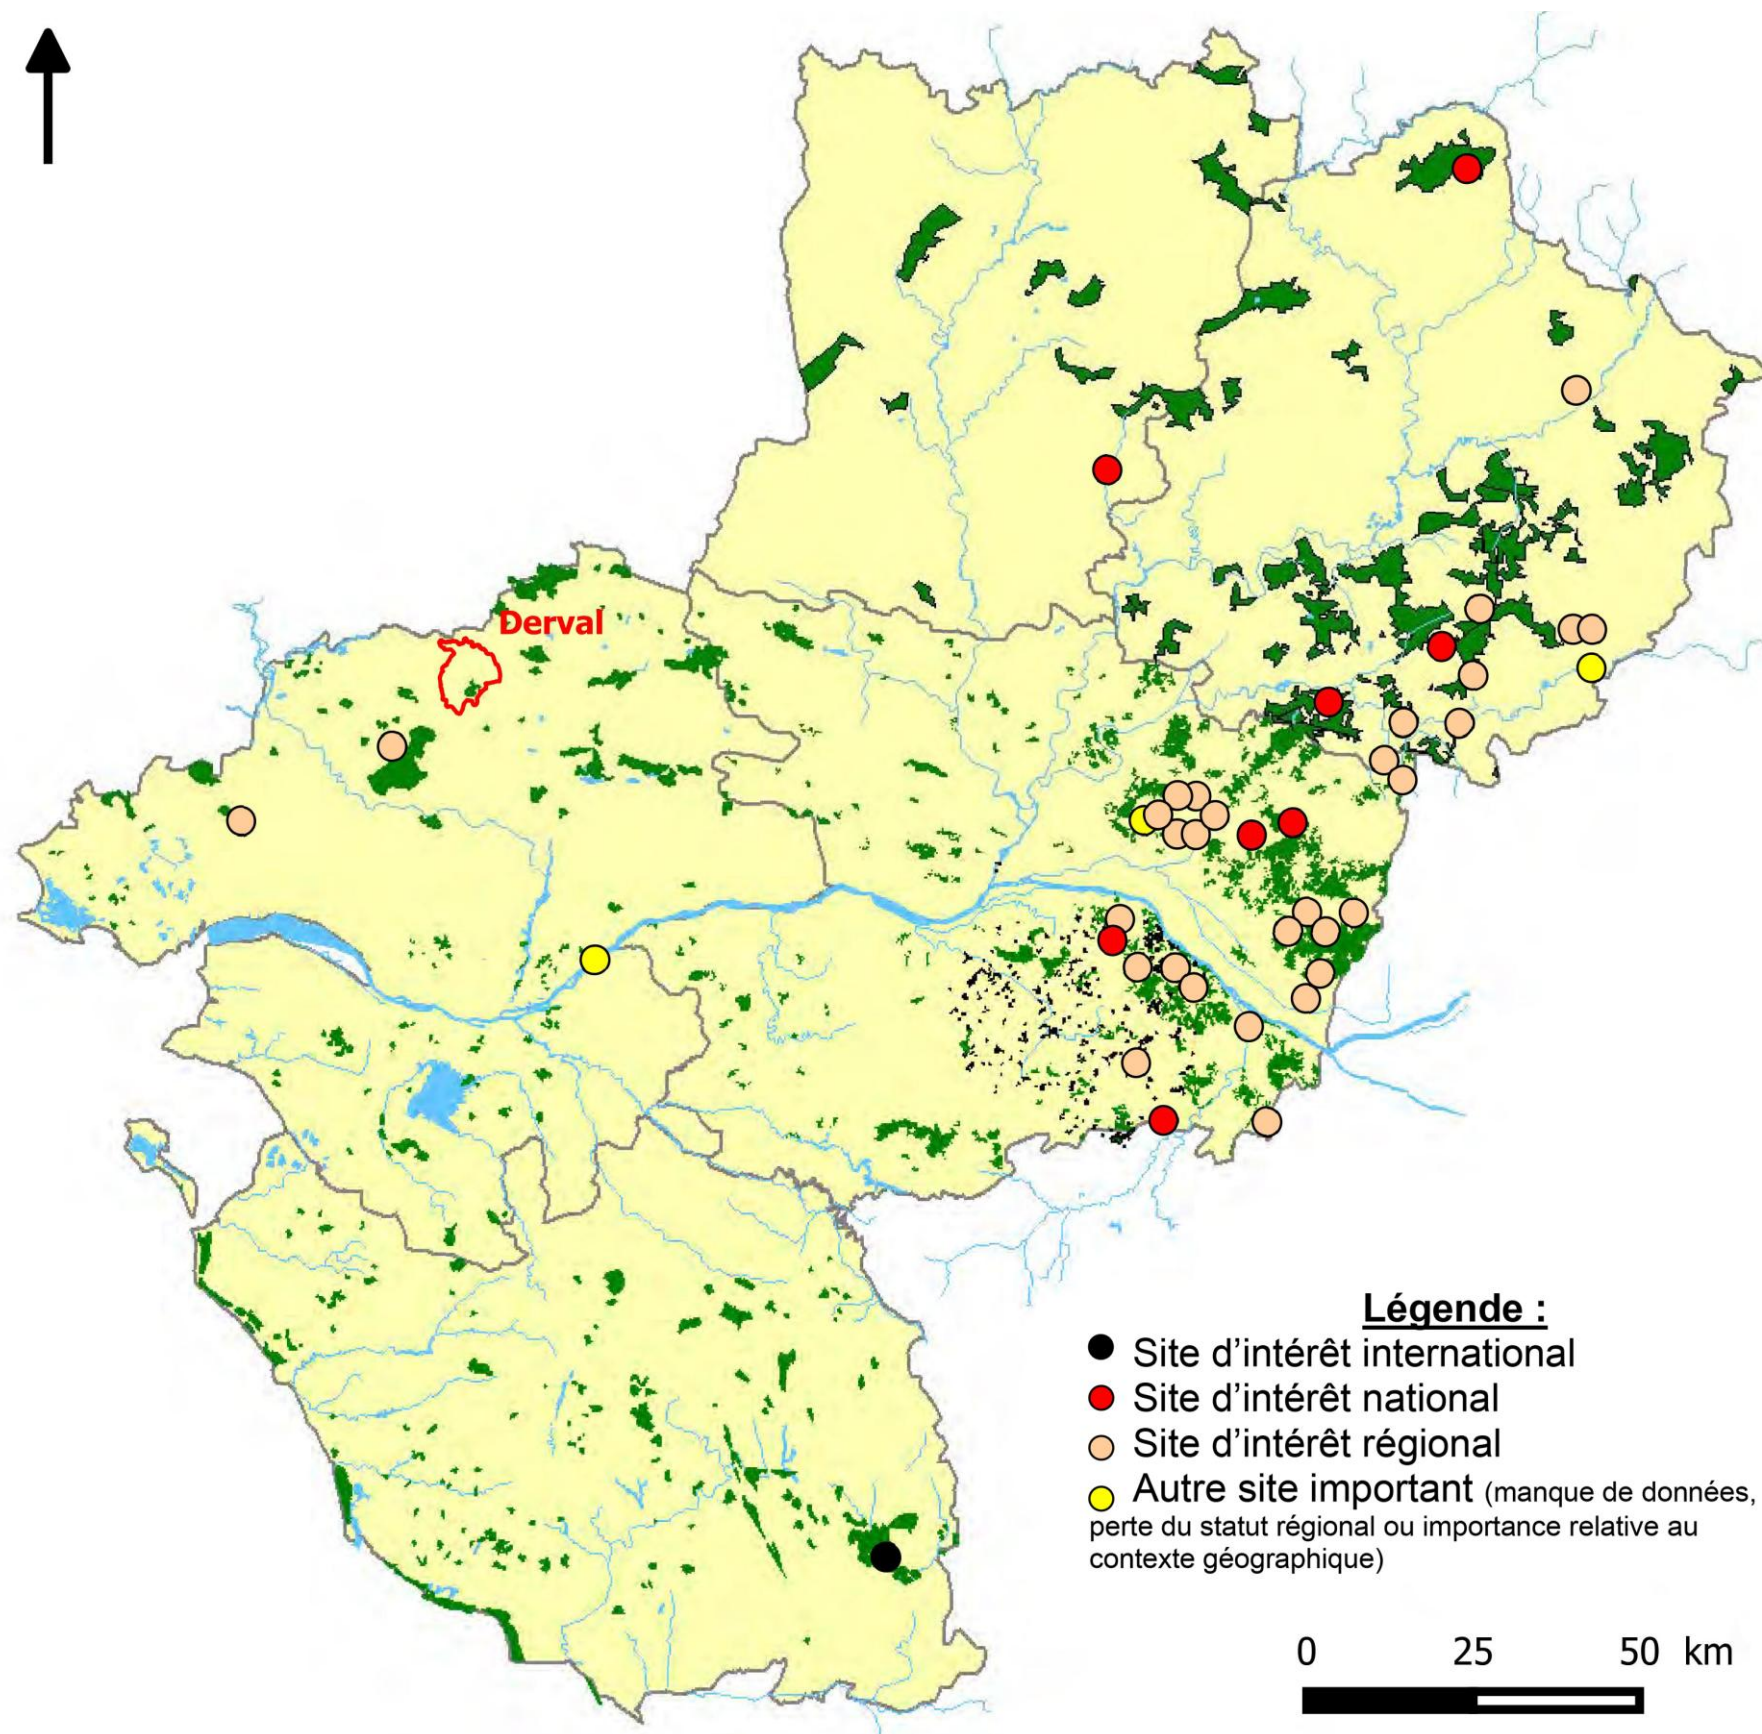 Derval
Légende :
Site d’intérêt international
Site d’intérêt national
Site d’intérêt régional
Autre site important (manque de données,
perte du statut régional ou importance relative au
contexte géographique)
0 25 50 km